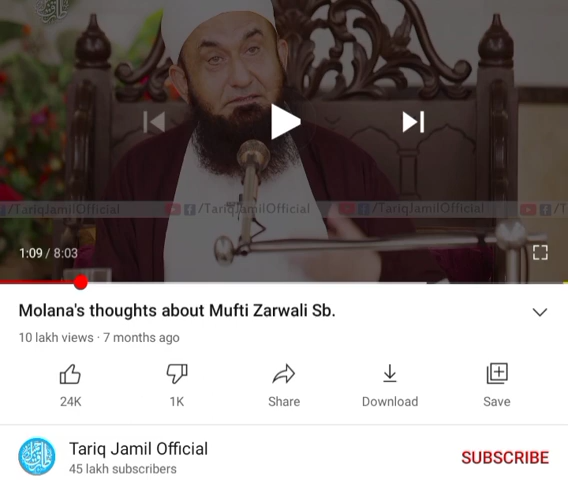 /TariqJamilOfficial
/TariqJamilOfficial
/TariqJamilOfficial
/T
1:09 / 8:03
Molana's thoughts about Mufti Zarwali Sb.
10 lakh views · 7 months ago
24K
1K
Share
Download
Save
Tariq Jamil Official
45 lakh subscribers
SUBSCRIBE